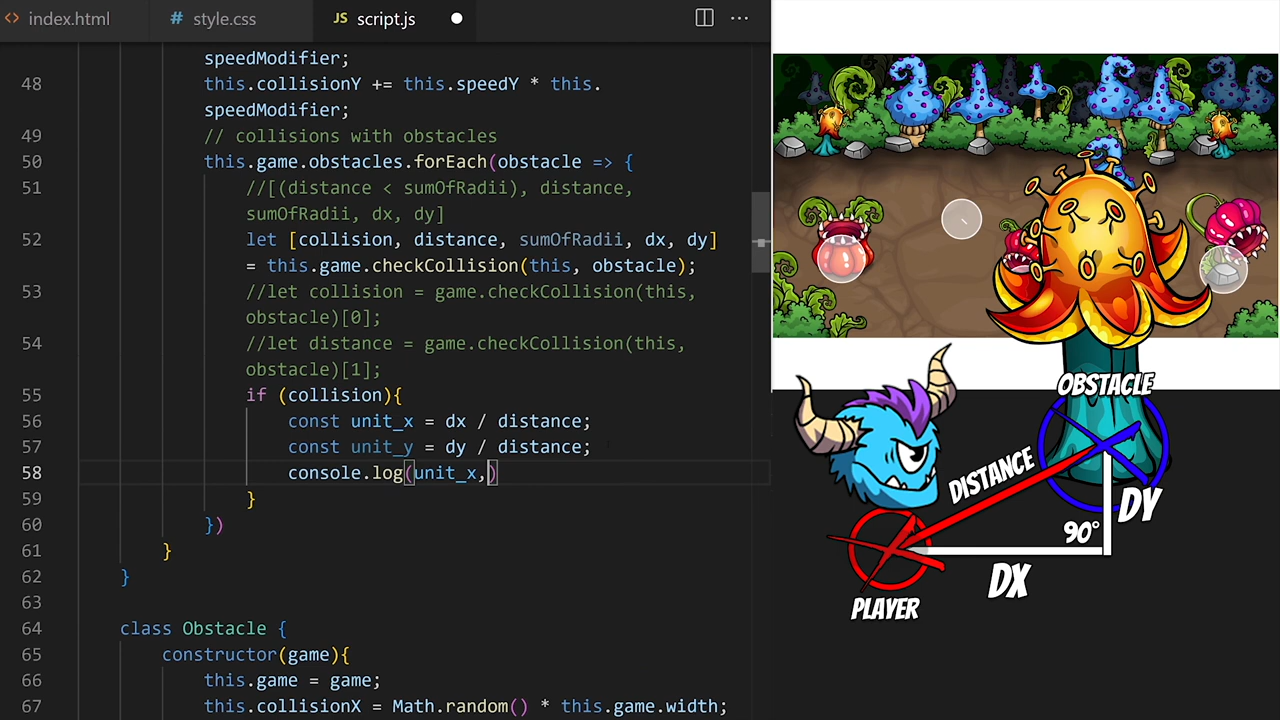 index.html
# style.css
JS script.js
speedModifier;
48 this.collisionY += this.speedY * this.
speedModifier;
49 // collisions with obstacles
50 this.game.obstacles.forEach(obstacle => {
51 //[(distance < sumOfRadii), distance,
sumOfRadii, dx, dy]
52 let [collision, distance, sumOfRadii, dx, dy]
= this.game.checkCollision(this, obstacle);
53 //let collision = game.checkCollision(this,
obstacle)[0];
54 //let distance = game.checkCollision(this,
obstacle)[1];
55 if (collision){
56 const unit_x = dx / distance;
57 const unit_y = dy / distance;
58 console.log(unit_x,)
59 }
60 })
61 }
62 }
63
64 class Obstacle {
65 constructor(game){
66 this.game = game;
67 this.collisionX = Math.random() * this.game.width;
OBSTACLE
DISTANCE
DY
90°
DX
PLAYER